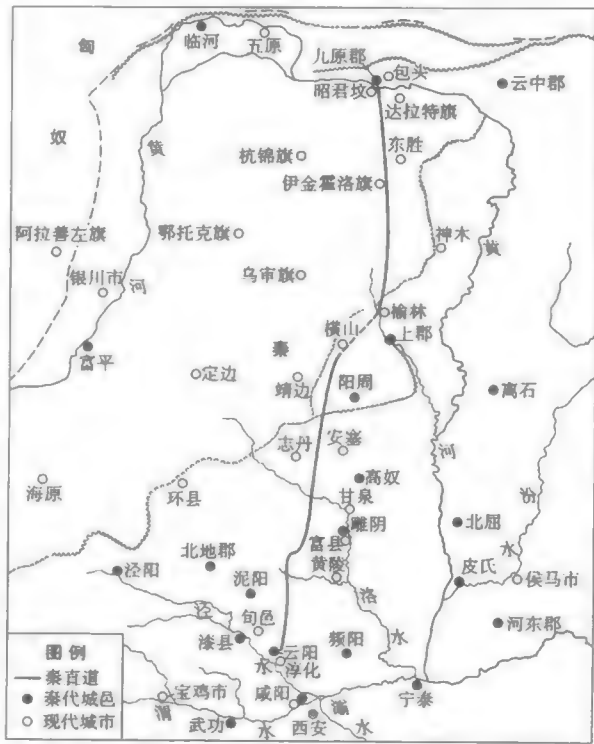 临河
五原
匈
奴
九原郡
包头
云中郡
昭君坟
达拉特旗
黄
杭锦旗
东胜
伊金霍洛旗
阿拉善左旗
鄂托克旗
神木
黄
银川市
河
乌审旗
榆林
横山
上郡
富平
秦
定边
靖边
阳周
离石
志丹
安塞
河
汾
海原
环县
高奴
甘泉
雕阴
北屈
水
富县
泾阳
北地郡
黄陵
皮氏
侯马市
泥阳
洛
泾
旬邑
水
河东郡
漆县
云阳
频阳
水
淳化
图例
秦直道
秦代城邑
现代城市
宝鸡市
咸阳
宁秦
渭
武功
水
西安
水